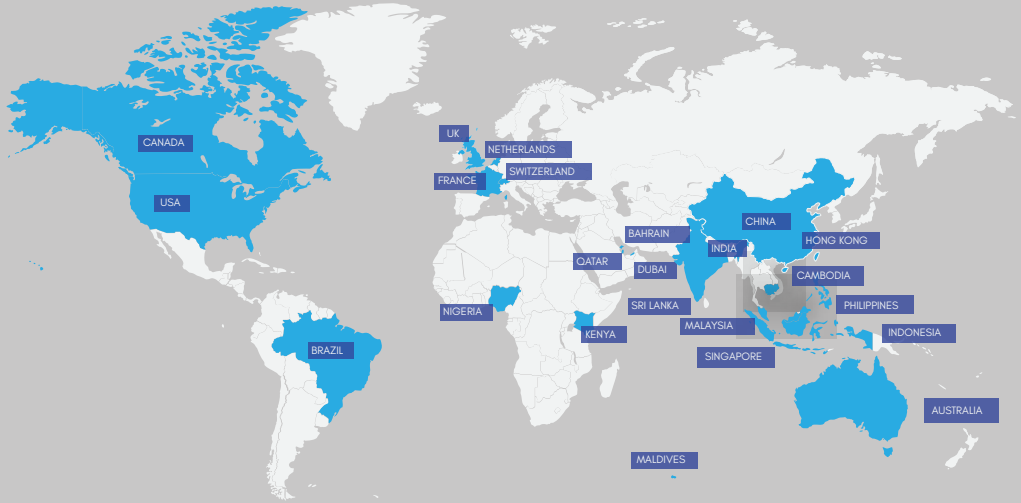 UK
NETHERLANDS
CANADA
SWITZERLAND
FRANCE
USA
CHINA
BAHRAIN
HONG KONG
INDIA
QATAR
DUBAI
CAMBODIA
SRI LANKA
PHILIPPINES
NIGERIA
MALAYSIA
INDONESIA
KENYA
BRAZIL
SINGAPORE
AUSTRALIA
MALDIVES